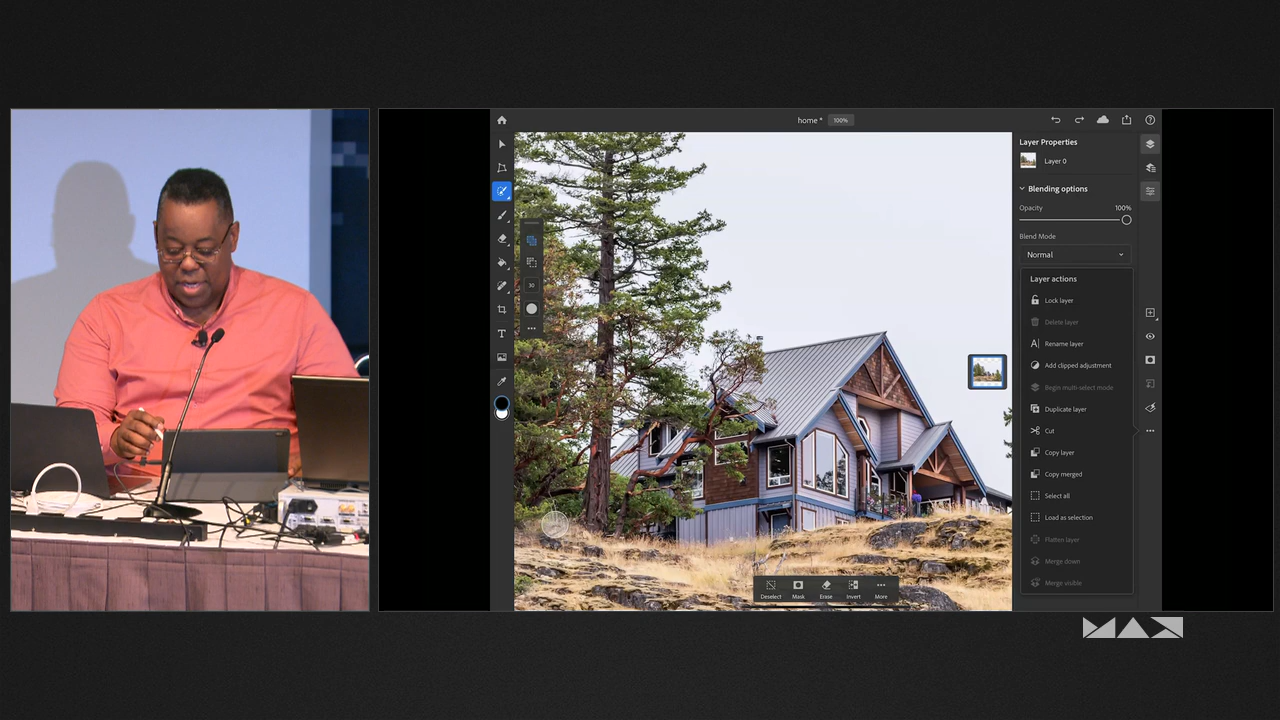 home * 100%
Layer Properties
Layer 0
Blending options
Opacity 100%
Blend Mode
Normal
Layer actions
Lock layer
Delete layer
Rename layer
Add clipped adjustment
Begin multi-select mode
Duplicate layer
Cut
Copy layer
Copy merged
Select all
Load as selection
Flatten layer
Merge down
Merge visible
30
Deselect Mask Erase Invert More
MAX